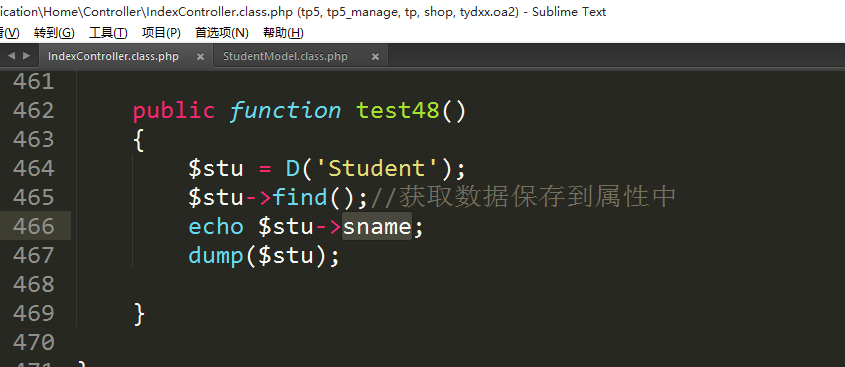 ication\Home\Controller\IndexController.class.php (tp5, tp5_manage, tp, shop, tydxx.oa2) - Sublime Text
看(V) 转到(G) 工具(T) 项目(P) 首选项(N) 帮助(H)
IndexController.class.php × StudentModel.class.php ×
461
462 public function test48()
463 {
464 $stu = D('Student');
465 $stu->find();//获取数据保存到属性中
466 echo $stu->sname;
467 dump($stu);
468
469 }
470
471 }